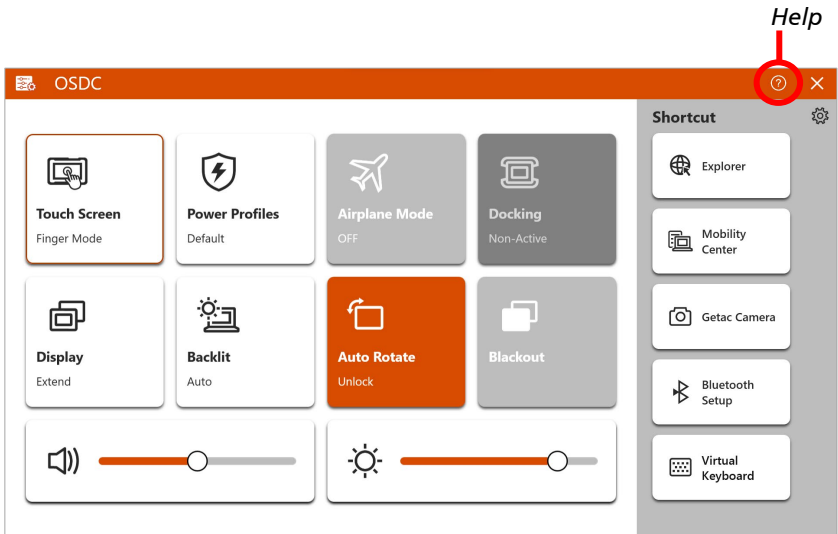 Help
OSDC
Touch Screen
Finger Mode
Power Profiles
Default
Airplane Mode
OFF
Docking
Non-Active
Display
Extend
Backlit
Auto
Auto Rotate
Unlock
Blackout
Shortcut
Explorer
Mobility
Center
Getac Camera
Bluetooth
Setup
Virtual
Keyboard